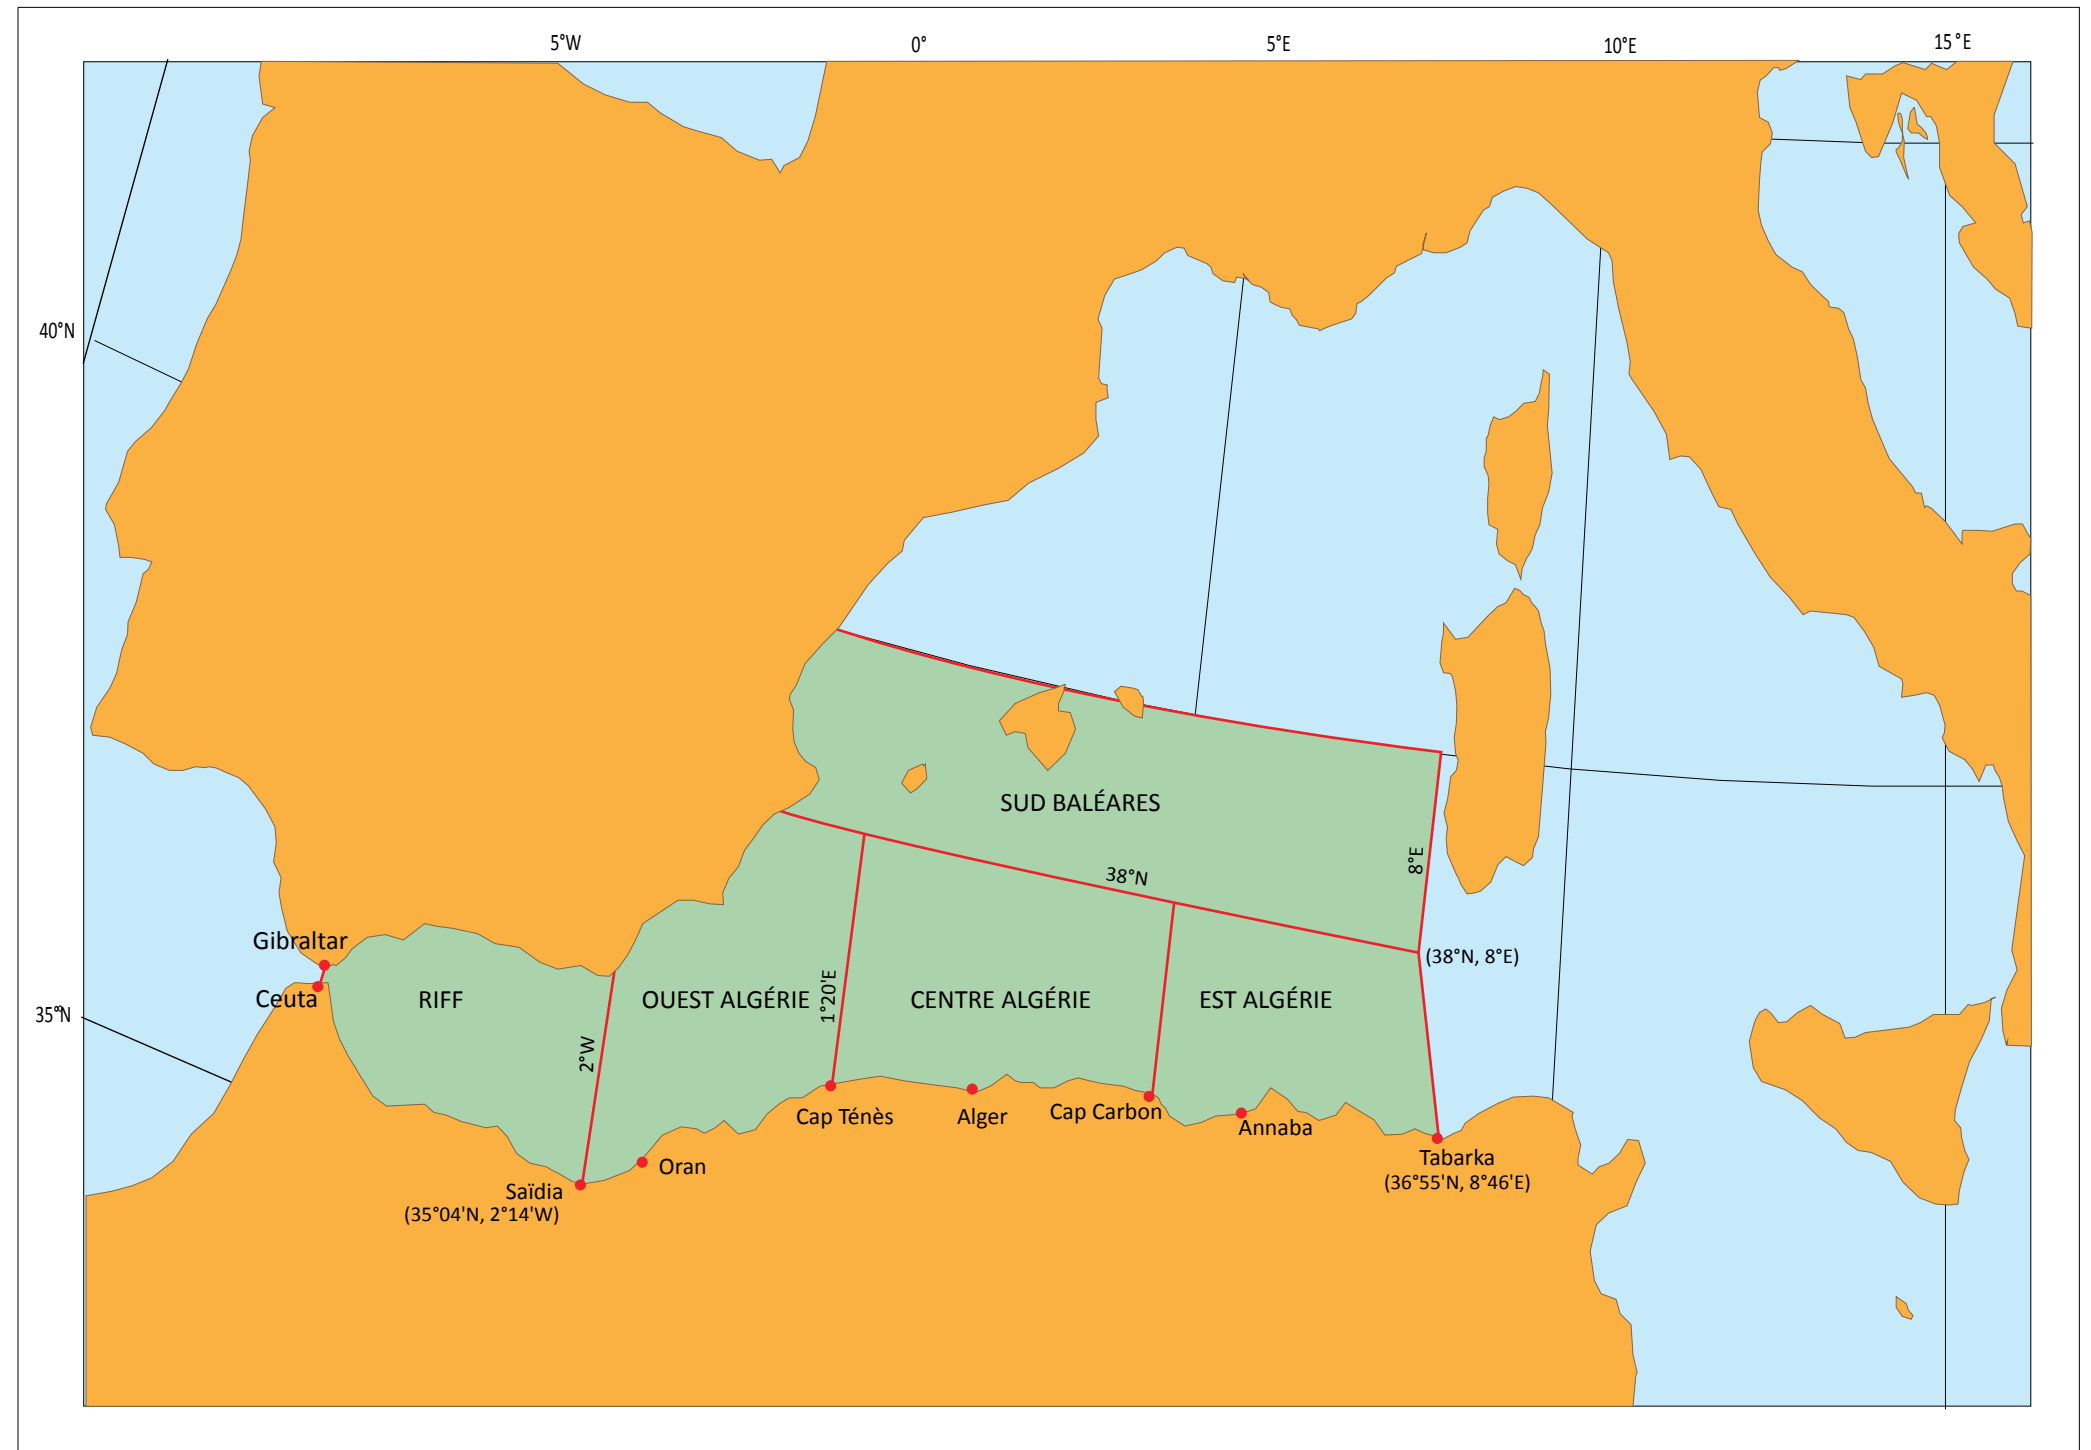 5°W
0°
5°E
10°E
15°E
40°N
SUD BALÉARES
38°N
8°E
Gibraltar
(38°N, 8°E)
Ceuta
RIFF
OUEST ALGÉRIE
1°20'E
CENTRE ALGÉRIE
EST ALGÉRIE
35°N
2°W
Cap Ténès
Alger
Cap Carbon
Annaba
Oran
Tabarka
(36°55'N, 8°46'E)
Saïdia
(35°04'N, 2°14'W)